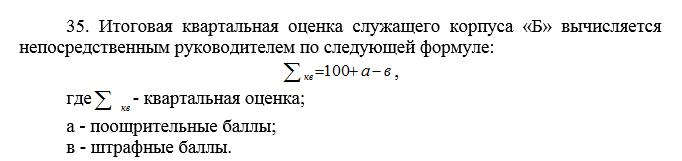 35. Итоговая квартальная оценка служащего корпуса «Б» вычисляется
непосредственным руководителем по следующей формуле:
∑ кв=100+ а− в ,
где ∑ кв - квартальная оценка;
а - поощрительные баллы;
в - штрафные баллы.